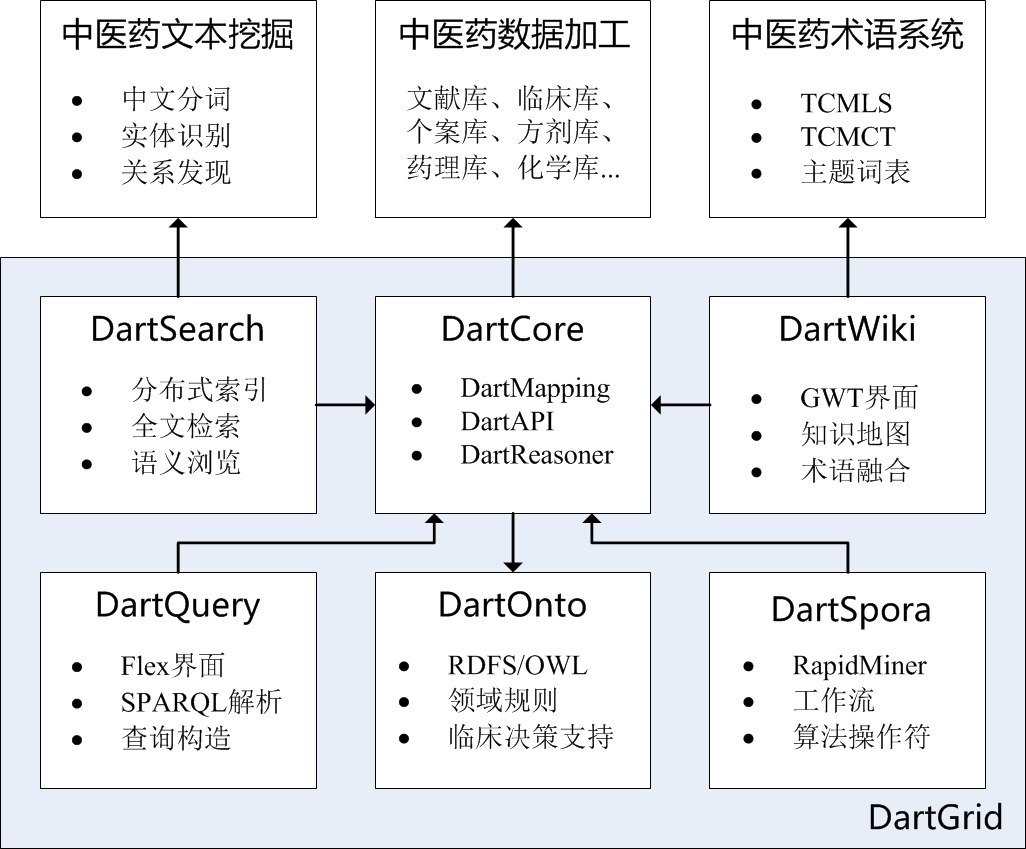 中医药文本挖掘
中文分词
实体识别
关系发现
中医药数据加工
文献库、临床库、
个案库、方剂库、
药理库、化学库...
中医药术语系统
TCMLS
TCMCT
主题词表
DartSearch
分布式索引
全文检索
语义浏览
DartCore
DartMapping
DartAPI
DartReasoner
DartWiki
GWT界面
知识地图
术语融合
DartQuery
Flex界面
SPARQL解析
查询构造
DartOnto
RDFS/OWL
领域规则
临床决策支持
DartSpora
RapidMiner
工作流
算法操作符
DartGrid